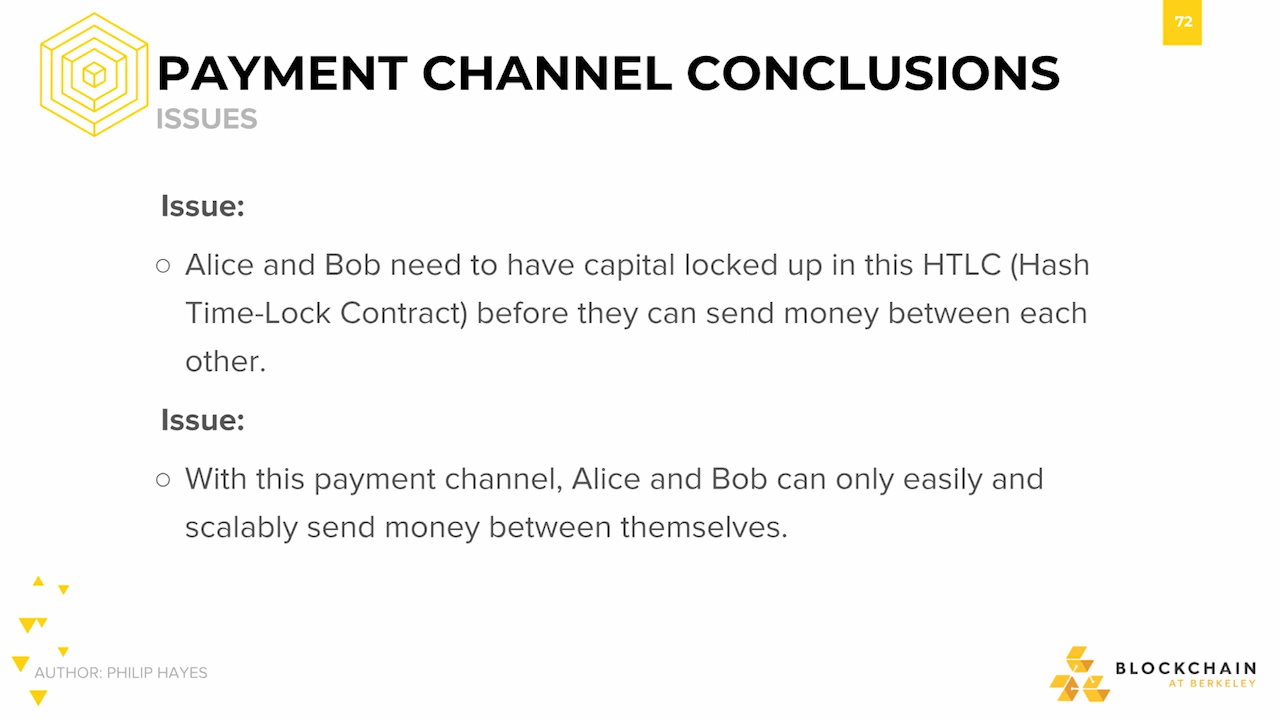 72
PAYMENT CHANNEL CONCLUSIONS
ISSUES
Issue:
○ Alice and Bob need to have capital locked up in this HTLC (Hash
Time-Lock Contract) before they can send money between each
other.
Issue:
○ With this payment channel, Alice and Bob can only easily and
scalably send money between themselves.
AUTHOR: PHILIP HAYES
BLOCKCHAIN
AT BERKELEY